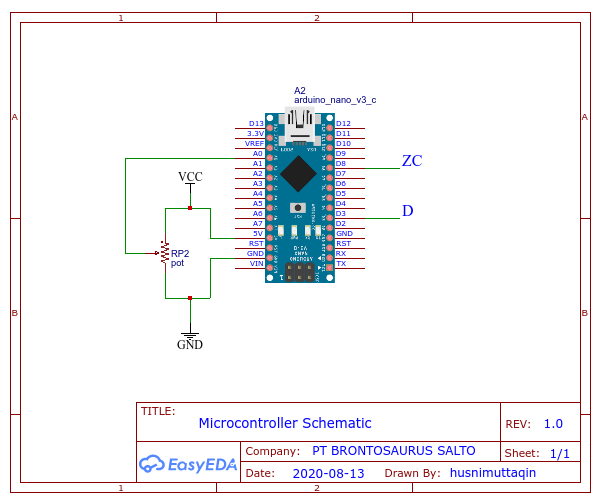 1 2
A A
A2
arduino_nano_v3_c
D13 D12
3.3V D11
VREF D10
A0 D9
A1 D8
A2 D7
A3 D6
A4 D5
A5 D4
A6 D3
A7 D2
5V GND
RST RST
GND RX
VIN TX
ZC
D
VCC
RP2
pot
GND
B B
TITLE:
Microcontroller Schematic
REV: 1.0
EasyEDA
Company: PT BRONTOSAURUS SALTO
Sheet: 1/1
Date: 2020-08-13 Drawn By: husnimuttaqin
1 2